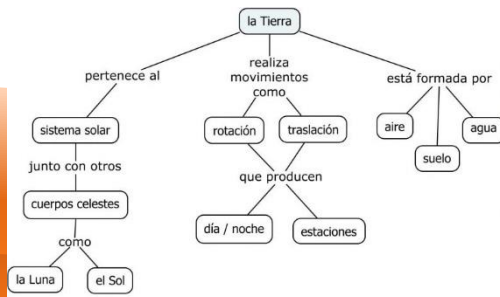 la Tierra
pertenece al
realiza
movimientos
como
está formada por
sistema solar
rotación
traslación
aire
agua
suelo
junto con otros
que producen
cuerpos celestes
día / noche
estaciones
como
la Luna
el Sol